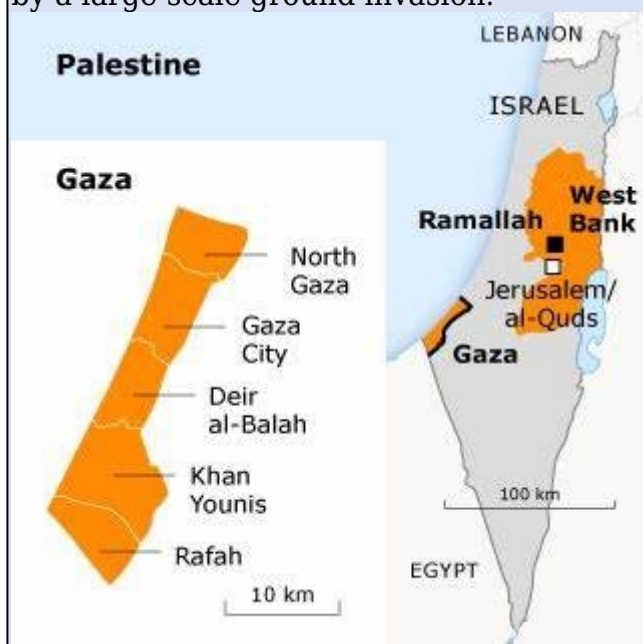 by a large-scale ground invasion.
Palestine
Gaza
North
Gaza
Gaza
City
Deir
al-Balah
Khan
Younis
Rafah
10 km
LEBANON
ISRAEL
West
Bank
Ramallah
Jerusalem/
al-Quds
Gaza
100 km
EGYPT